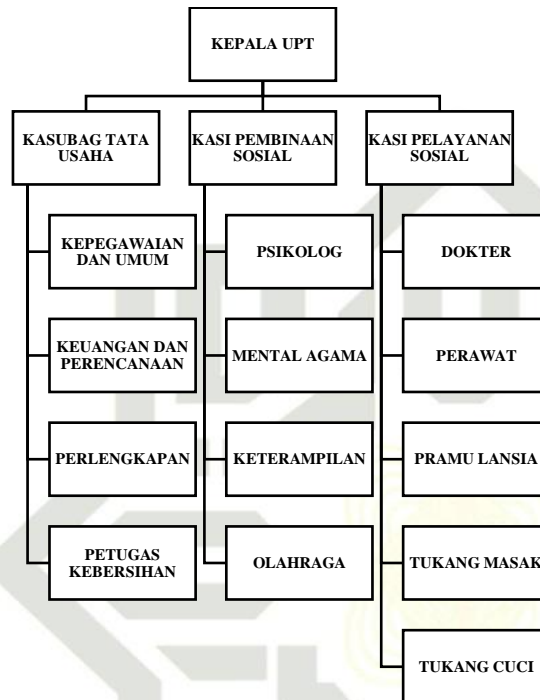 KEPALA UPT
KASUBAG TATA
USAHA
KASI PEMBINAAN
SOSIAL
KASI PELAYANAN
SOSIAL
KEPEGAWAIAN
DAN UMUM
PSIKOLOG
DOKTER
KEUANGAN DAN
PERENCANAAN
MENTAL AGAMA
PERAWAT
PERLENGKAPAN
KETERAMPILAN
PRAMU LANSIA
PETUGAS
KEBERSIHAN
OLAHRAGA
TUKANG MASAK
TUKANG CUCI